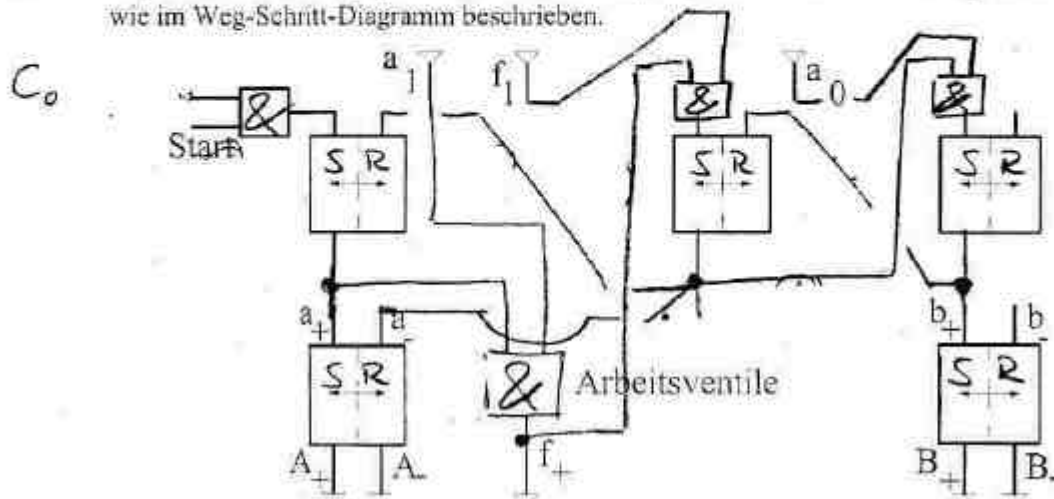 wie im Weg-Schritt-Diagramm beschrieben.
a1 f1 a0
C0 & & &
Start
S R S R S R
a+ a- b+ b-
S R & Arbeitsventile S R
A+ A- f+ B+ B-